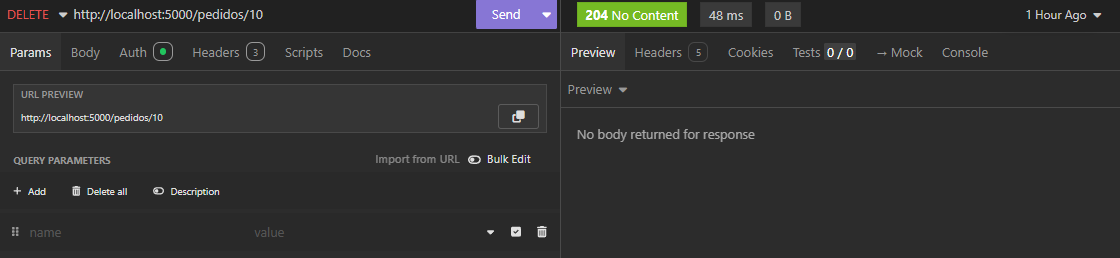 DELETE http://localhost:5000/pedidos/10 Send
204 No Content 48 ms 0 B 1 Hour Ago
Params Body Auth Headers 3 Scripts Docs
Preview Headers 5 Cookies Tests 0 / 0 → Mock Console
URL PREVIEW
http://localhost:5000/pedidos/10
Preview
No body returned for response
QUERY PARAMETERS Import from URL Bulk Edit
+ Add Delete all Description
name value